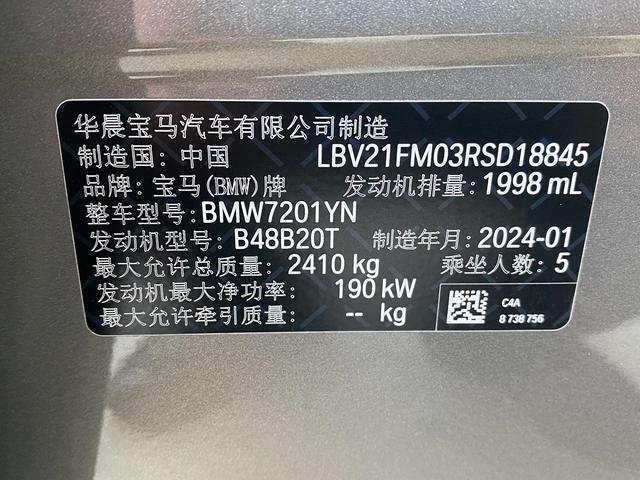 华晨宝马汽车有限公司制造
制造国: 中国 LBV21FM03RSD18845
品牌: 宝马(BMW)牌 发动机排量: 1998 mL
整车型号: BMW7201YN
发动机型号: B48B20T 制造年月: 2024-01
最大允许总质量: 2410 kg 乘坐人数: 5
发动机最大净功率: 190 kW
最大允许牵引质量: -- kg
C4A
8 738 756